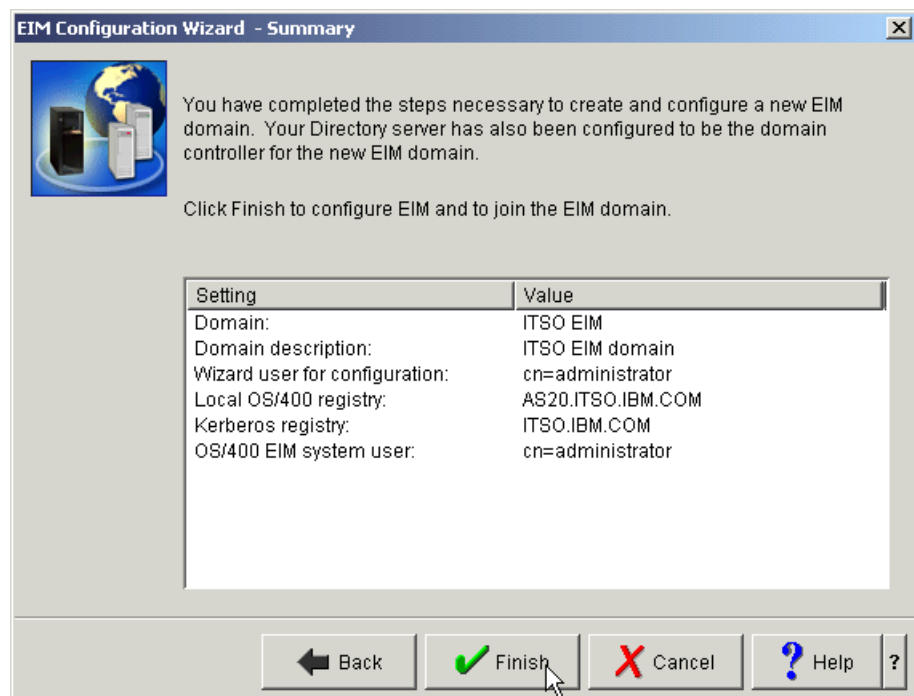 EIM Configuration Wizard - Summary
You have completed the steps necessary to create and configure a new EIM
domain. Your Directory server has also been configured to be the domain
controller for the new EIM domain.
Click Finish to configure EIM and to join the EIM domain.
Setting Value
Domain: ITSO EIM
Domain description: ITSO EIM domain
Wizard user for configuration: cn=administrator
Local OS/400 registry: AS20.ITSO.IBM.COM
Kerberos registry: ITSO.IBM.COM
OS/400 EIM system user: cn=administrator
Back Finish Cancel ? Help ?